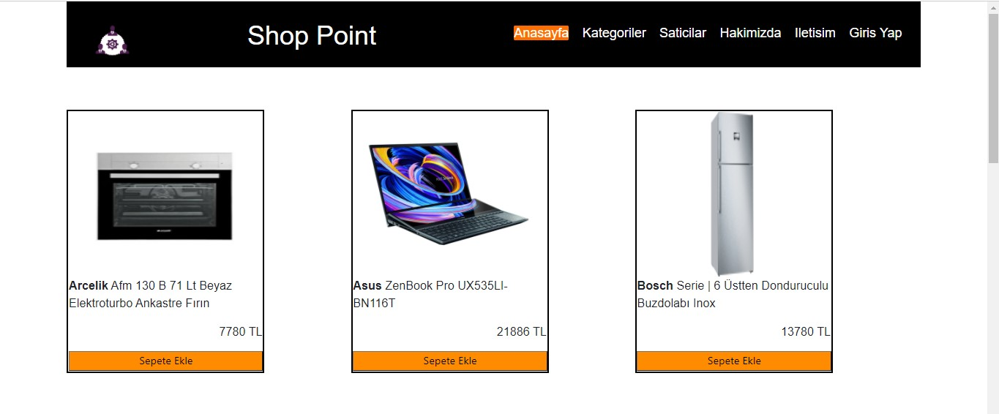 Shop Point
Anasayfa Kategoriler Saticilar Hakimizda Iletisim Giris Yap
Arcelik Afm 130 B 71 Lt Beyaz
Elektroturbo Ankastre Fırın
7780 TL
Sepete Ekle
Asus ZenBook Pro UX535LI-
BN116T
21886 TL
Sepete Ekle
Bosch Serie | 6 Üstten Donduruculu
Buzdolabı Inox
13780 TL
Sepete Ekle